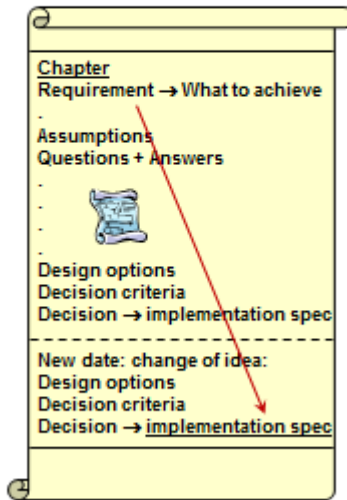 Chapter
Requirement → What to achieve
.
Assumptions
Questions + Answers
.
.
.
.
Design options
Decision criteria
Decision → implementation spec
New date: change of idea:
Design options
Decision criteria
Decision → implementation spec